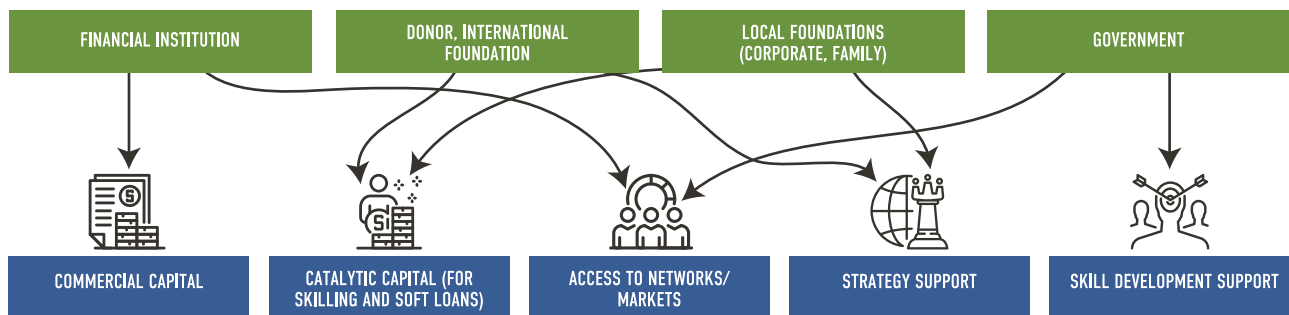 FINANCIAL INSTITUTION
DONOR, INTERNATIONAL
FOUNDATION
LOCAL FOUNDATIONS
(CORPORATE, FAMILY)
GOVERNMENT
COMMERCIAL CAPITAL
CATALYTIC CAPITAL (FOR
SKILLING AND SOFT LOANS)
ACCESS TO NETWORKS/
MARKETS
STRATEGY SUPPORT
SKILL DEVELOPMENT SUPPORT